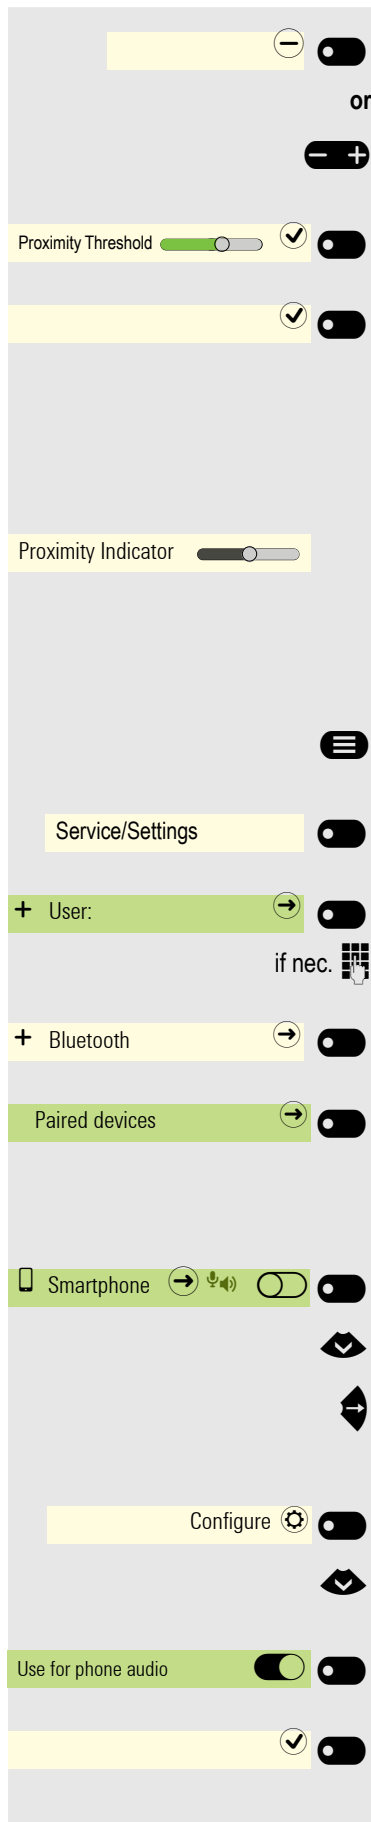 or
Proximity Threshold
Proximity Indicator
Service/Settings
+ User:
if nec.
+ Bluetooth
Paired devices
Smartphone
Configure
Use for phone audio